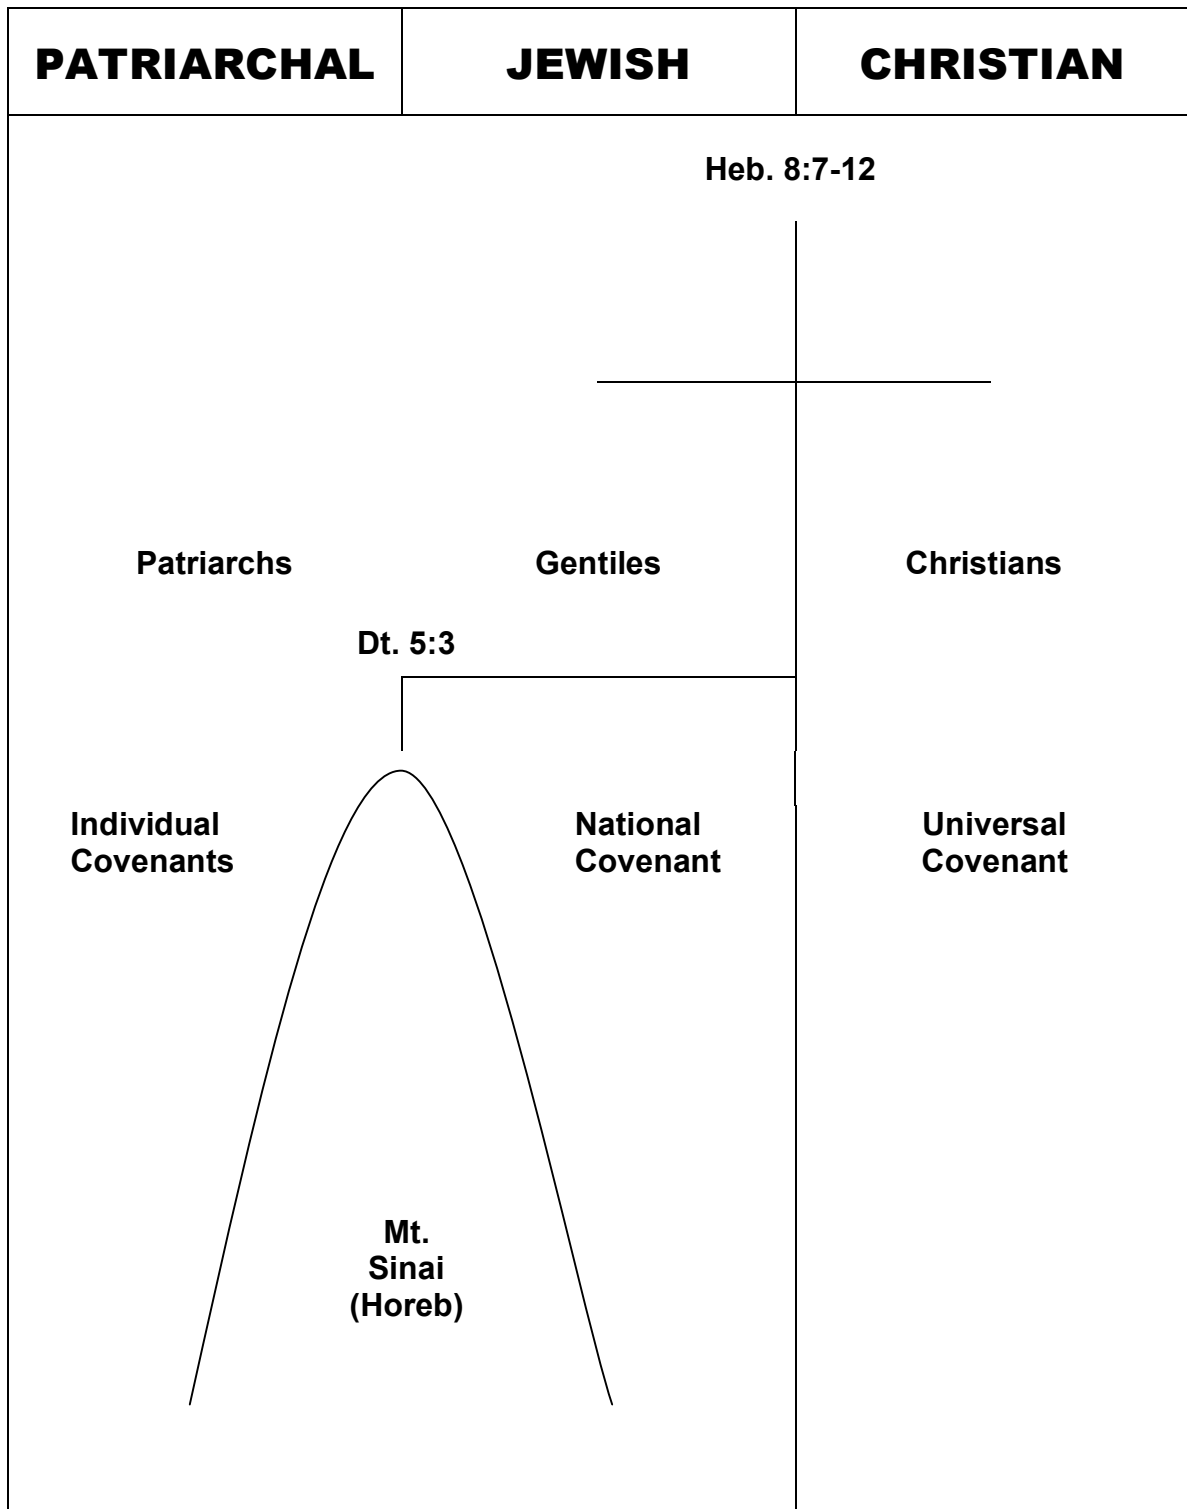 PATRIARCHAL JEWISH CHRISTIAN
Heb. 8:7-12
Patriarchs Gentiles Christians
Dt. 5:3
Individual National Universal
Covenants Covenant Covenant
Mt.
Sinai
(Horeb)